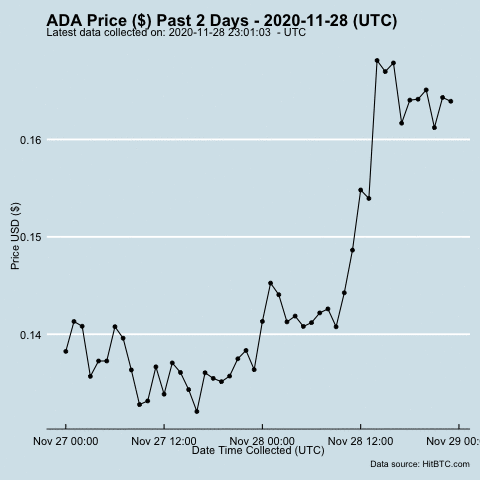 ADA Price ($) Past 2 Days - 2020-11-28 (UTC)
Latest data collected on: 2020-11-28 23:01:03 - UTC
0.16
0.15
0.14
Price USD ($)
Nov 27 00:00 Nov 27 12:00 Nov 28 00:00 Nov 28 12:00 Nov 29 00:
Date Time Collected (UTC)
Data source: HitBTC.com